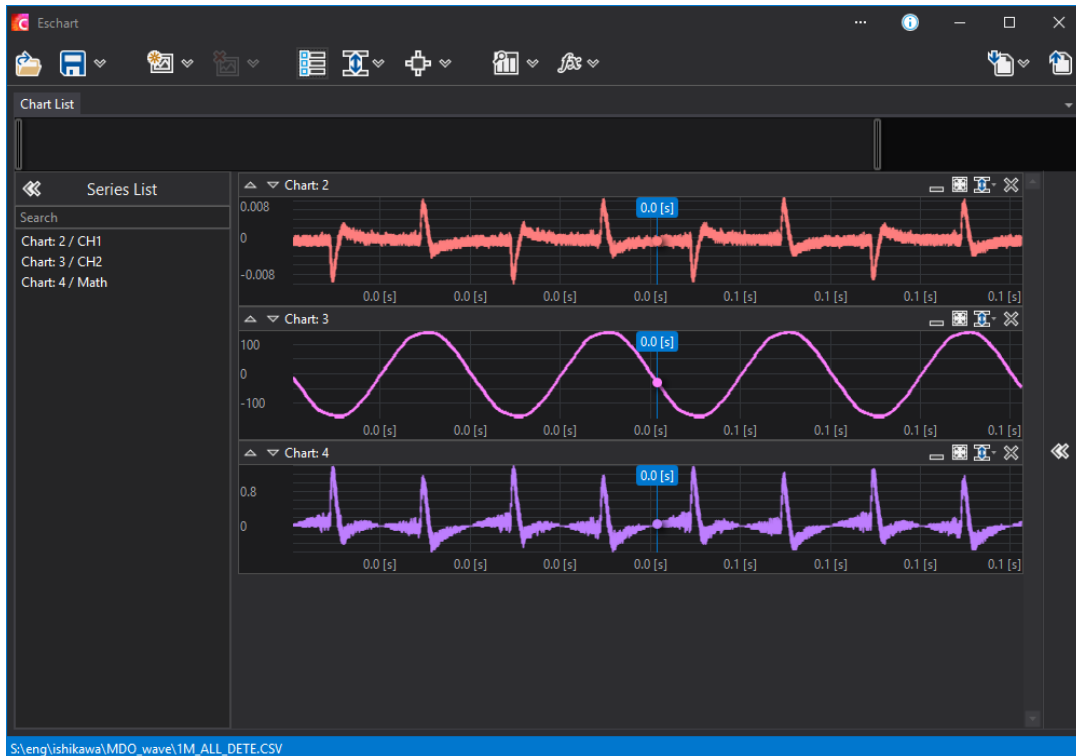 Eschart
Chart List
Series List
Search
Chart: 2 / CH1
Chart: 3 / CH2
Chart: 4 / Math
Chart: 2
0.008
0
-0.008
0.0 [s]
0.0 [s] 0.0 [s] 0.0 [s] 0.0 [s] 0.1 [s] 0.1 [s] 0.1 [s] 0.1 [s]
Chart: 3
100
0
-100
0.0 [s]
0.0 [s] 0.0 [s] 0.0 [s] 0.0 [s] 0.1 [s] 0.1 [s] 0.1 [s] 0.1 [s]
Chart: 4
0.8
0
0.0 [s]
0.0 [s] 0.0 [s] 0.0 [s] 0.0 [s] 0.1 [s] 0.1 [s] 0.1 [s] 0.1 [s]
S:\eng\ishikawa\MDO_wave\1M_ALL_DETE.CSV